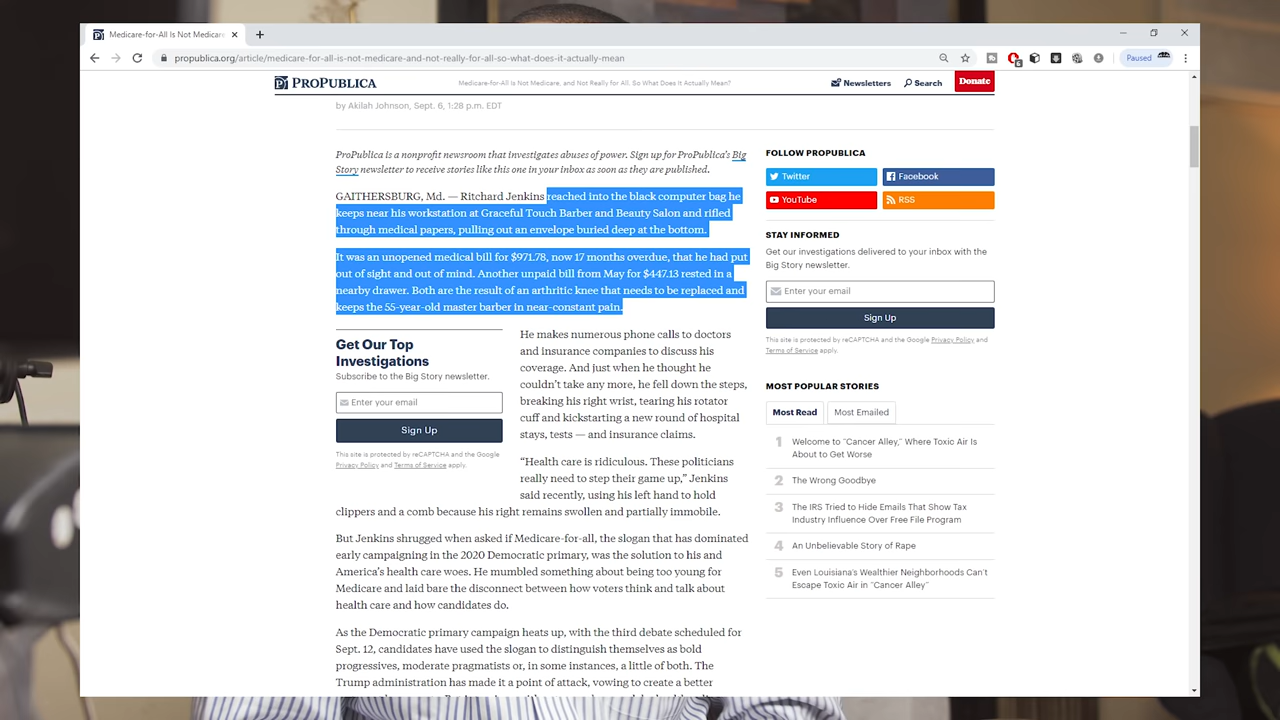 Medicare-for-All Is Not Medicare
propublica.org/article/medicare-for-all-is-not-medicare-and-not-really-for-all-so-what-does-it-actually-mean
Paused
PROPUBLICA
Medicare-for-All Is Not Medicare, and Not Really for All. So What Does It Actually Mean?
Newsletters
Search
Donate
by Akilah Johnson, Sept. 6, 1:28 p.m. EDT
ProPublica is a nonprofit newsroom that investigates abuses of power. Sign up for ProPublica's Big
Story newsletter to receive stories like this one in your inbox as soon as they are published.
GAITHERSBURG, Md. — Ritchard Jenkins reached into the black computer bag he
keeps near his workstation at Graceful Touch Barber and Beauty Salon and rifled
through medical papers, pulling out an envelope buried deep at the bottom.
It was an unopened medical bill for $971.78, now 17 months overdue, that he had put
out of sight and out of mind. Another unpaid bill from May for $447.13 rested in a
nearby drawer. Both are the result of an arthritic knee that needs to be replaced and
keeps the 55-year-old master barber in near-constant pain.
Get Our Top
Investigations
Subscribe to the Big Story newsletter.
Enter your email
Sign Up
This site is protected by reCAPTCHA and the Google
Privacy Policy and Terms of Service apply.
He makes numerous phone calls to doctors
and insurance companies to discuss his
coverage. And just when he thought he
couldn't take any more, he fell down the steps,
breaking his right wrist, tearing his rotator
cuff and kickstarting a new round of hospital
stays, tests — and insurance claims.
“Health care is ridiculous. These politicians
really need to step their game up,” Jenkins
said recently, using his left hand to hold
clippers and a comb because his right remains swollen and partially immobile.
But Jenkins shrugged when asked if Medicare-for-all, the slogan that has dominated
early campaigning in the 2020 Democratic primary, was the solution to his and
America's health care woes. He mumbled something about being too young for
Medicare and laid bare the disconnect between how voters think and talk about
health care and how candidates do.
As the Democratic primary campaign heats up, with the third debate scheduled for
Sept. 12, candidates have used the slogan to distinguish themselves as bold
progressives, moderate pragmatists or, in some instances, a little of both. The
Trump administration has made it a point of attack, vowing to create a better
FOLLOW PROPUBLICA
Twitter
Facebook
YouTube
RSS
STAY INFORMED
Get our investigations delivered to your inbox with the
Big Story newsletter.
Enter your email
Sign Up
This site is protected by reCAPTCHA and the Google Privacy Policy and
Terms of Service apply.
MOST POPULAR STORIES
Most Read
Most Emailed
1 Welcome to “Cancer Alley,” Where Toxic Air Is
About to Get Worse
2 The Wrong Goodbye
3 The IRS Tried to Hide Emails That Show Tax
Industry Influence Over Free File Program
4 An Unbelievable Story of Rape
5 Even Louisiana's Wealthier Neighborhoods Can't
Escape Toxic Air in “Cancer Alley”